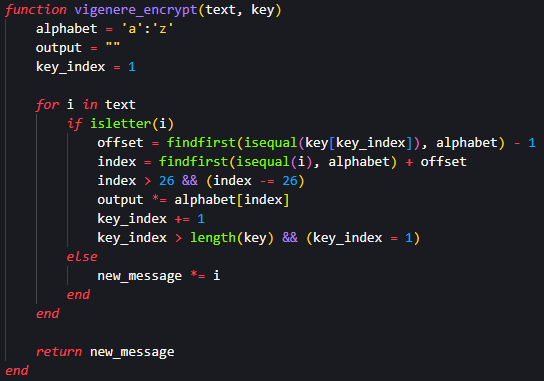 function vigenere_encrypt(text, key)
    alphabet = 'a':'z'
    output = ""
    key_index = 1

    for i in text
        if isletter(i)
            offset = findfirst(isequal(key[key_index]), alphabet) - 1
            index = findfirst(isequal(i), alphabet) + offset
            index > 26 && (index -= 26)
            output *= alphabet[index]
            key_index += 1
            key_index > length(key) && (key_index = 1)
        else
            new_message *= i
        end
    end

    return new_message
end